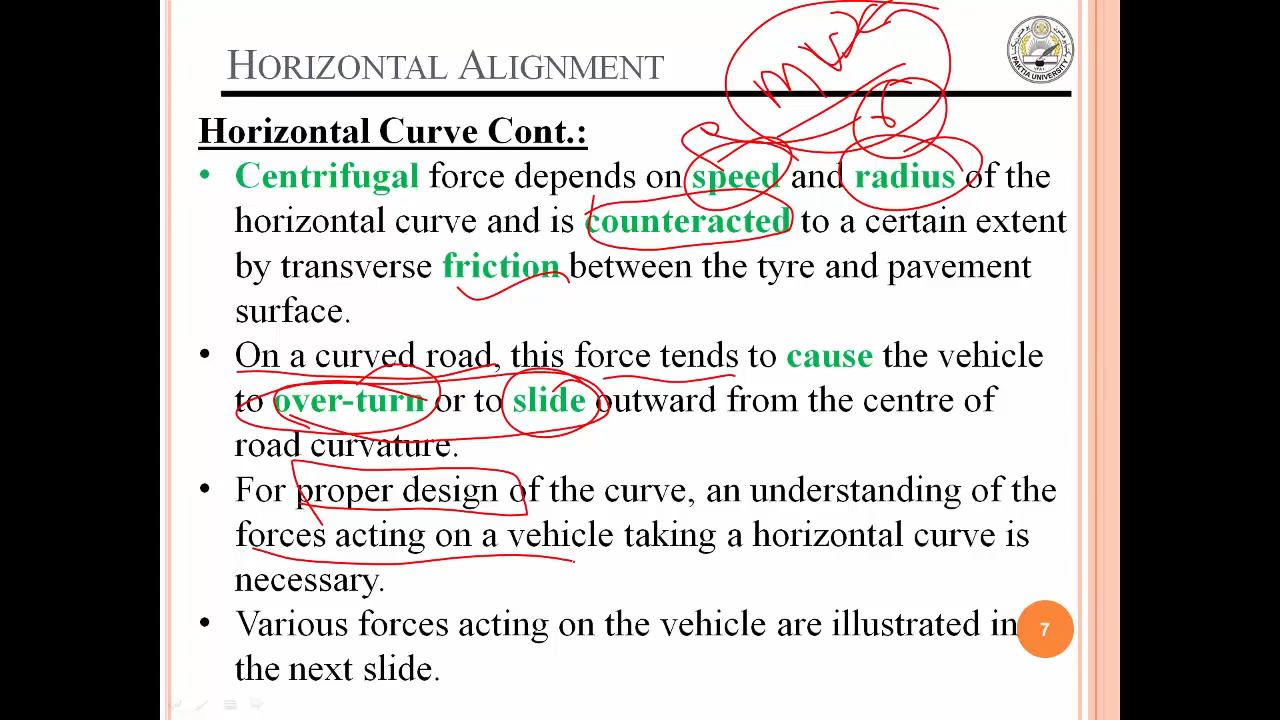 HORIZONTAL ALIGNMENT
PAKTIA UNIVERSITY
Horizontal Curve Cont.:
• Centrifugal force depends on speed and radius of the
horizontal curve and is counteracted to a certain extent
by transverse friction between the tyre and pavement
surface.
• On a curved road, this force tends to cause the vehicle
to over-turn or to slide outward from the centre of
road curvature.
• For proper design of the curve, an understanding of the
forces acting on a vehicle taking a horizontal curve is
necessary.
• Various forces acting on the vehicle are illustrated in
the next slide.
7